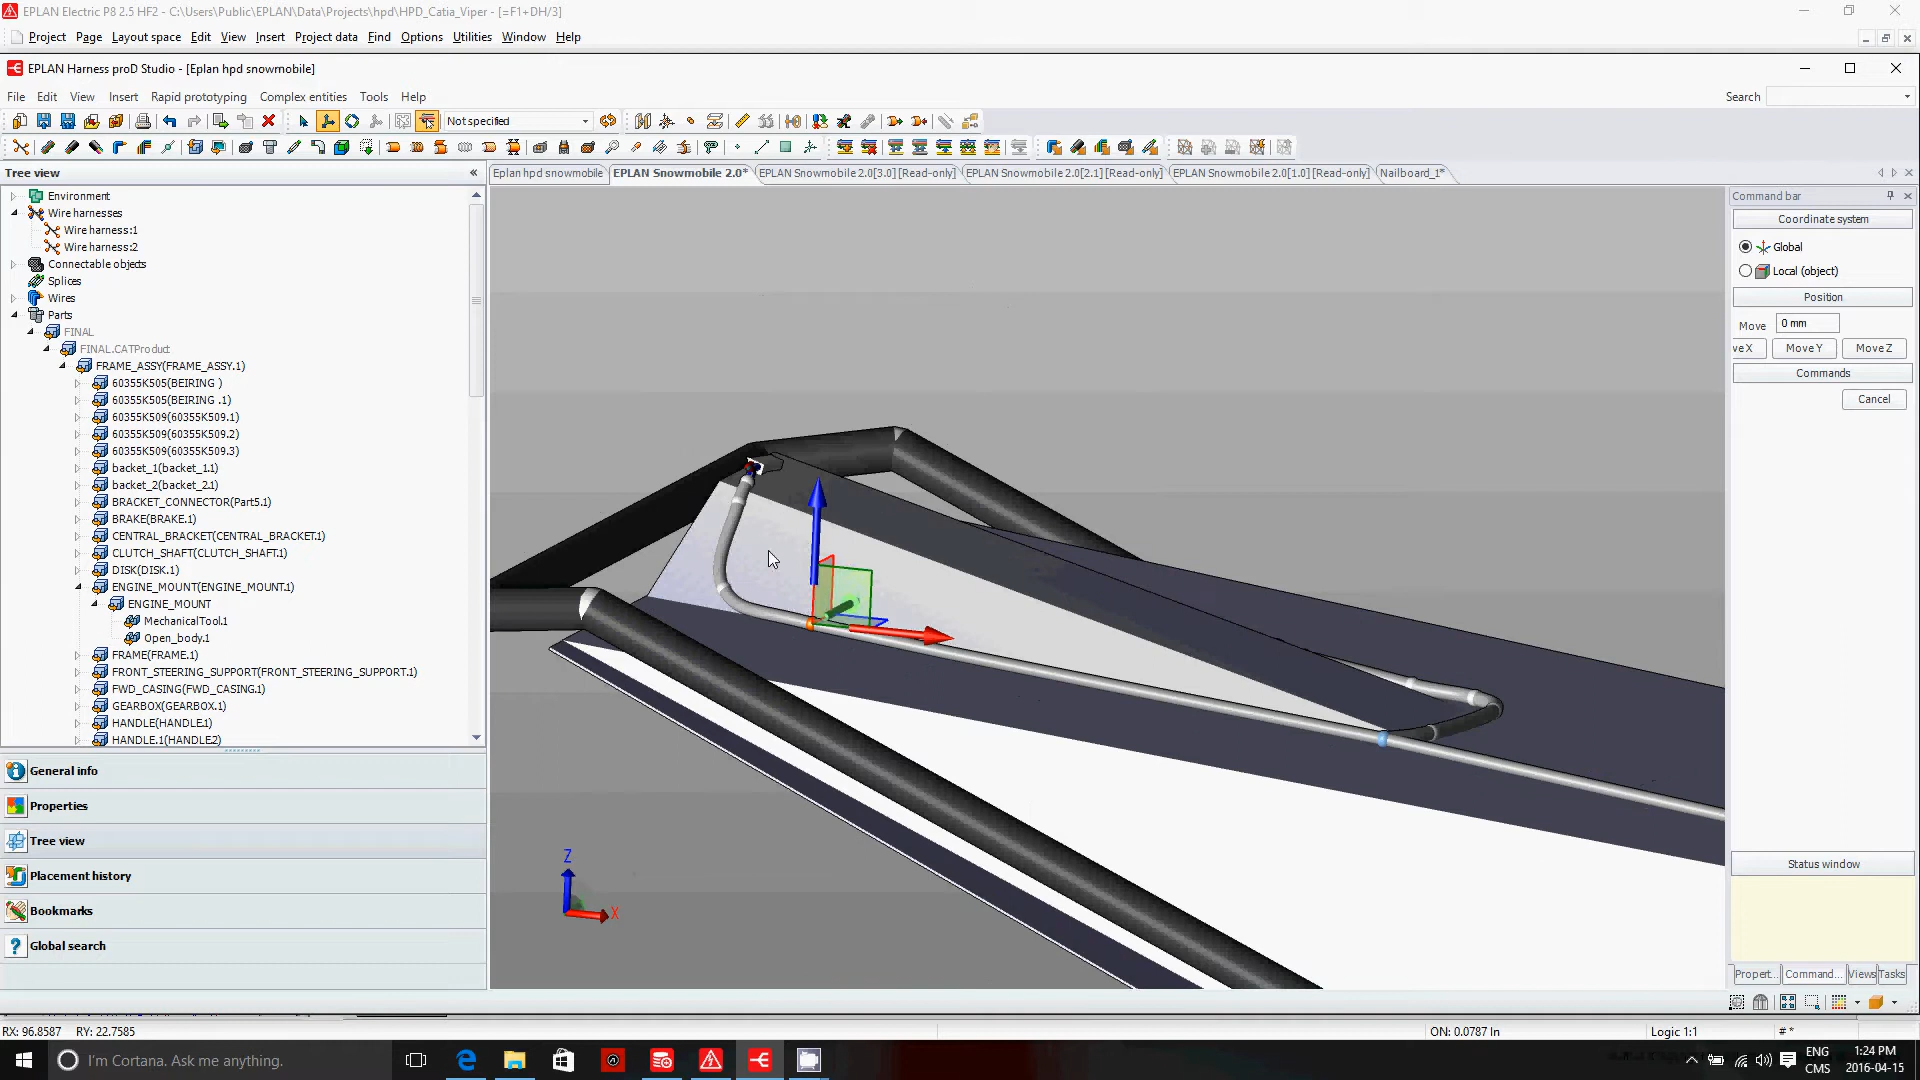 EPLAN Electric P8 2.5 HF2 - C:\Users\Public\EPLAN\Data\Projects\hpd\HPD_Catia_Viper - [=F1+DH/3]
Project Page Layout space Edit View Insert Project data Find Options Utilities Window Help
EPLAN Harness proD Studio - [Eplan hpd snowmobile]
File Edit View Insert Rapid prototyping Complex entities Tools Help
Search
Not specified
Tree view
Eplan hpd snowmobile
EPLAN Snowmobile 2.0*
EPLAN Snowmobile 2.0[3.0] [Read-only]
EPLAN Snowmobile 2.0[2.1] [Read-only]
EPLAN Snowmobile 2.0[1.0] [Read-only]
Nailboard_1*
Environment
Wire harnesses
Wire harness:1
Wire harness:2
Connectable objects
Splices
Wires
Parts
FINAL
FINAL.CATProduct
FRAME_ASSY(FRAME_ASSY.1)
60355K505(BEIRING )
60355K505(BEIRING .1)
60355K509(60355K509.1)
60355K509(60355K509.2)
60355K509(60355K509.3)
backet_1(backet_1.1)
backet_2(backet_2.1)
BRACKET_CONNECTOR(Part5.1)
BRAKE(BRAKE.1)
CENTRAL_BRACKET(CENTRAL_BRACKET.1)
CLUTCH_SHAFT(CLUTCH_SHAFT.1)
DISK(DISK.1)
ENGINE_MOUNT(ENGINE_MOUNT.1)
ENGINE_MOUNT
MechanicalTool.1
Open_body.1
FRAME(FRAME.1)
FRONT_STEERING_SUPPORT(FRONT_STEERING_SUPPORT.1)
FWD_CASING(FWD_CASING.1)
GEARBOX(GEARBOX.1)
HANDLE(HANDLE.1)
HANDLE.1(HANDLE.2)
General info
Properties
Tree view
Placement history
Bookmarks
Global search
Z
X
Command bar
Coordinate system
Global
Local (object)
Position
Move 0 mm
ve X Move Y Move Z
Commands
Cancel
Status window
Propert... Command... Views Tasks
RX: 96.8587 RY: 22.7585
ON: 0.0787 In
Logic 1:1
# *
I'm Cortana. Ask me anything.
ENG
CMS
1:24 PM
2016-04-15